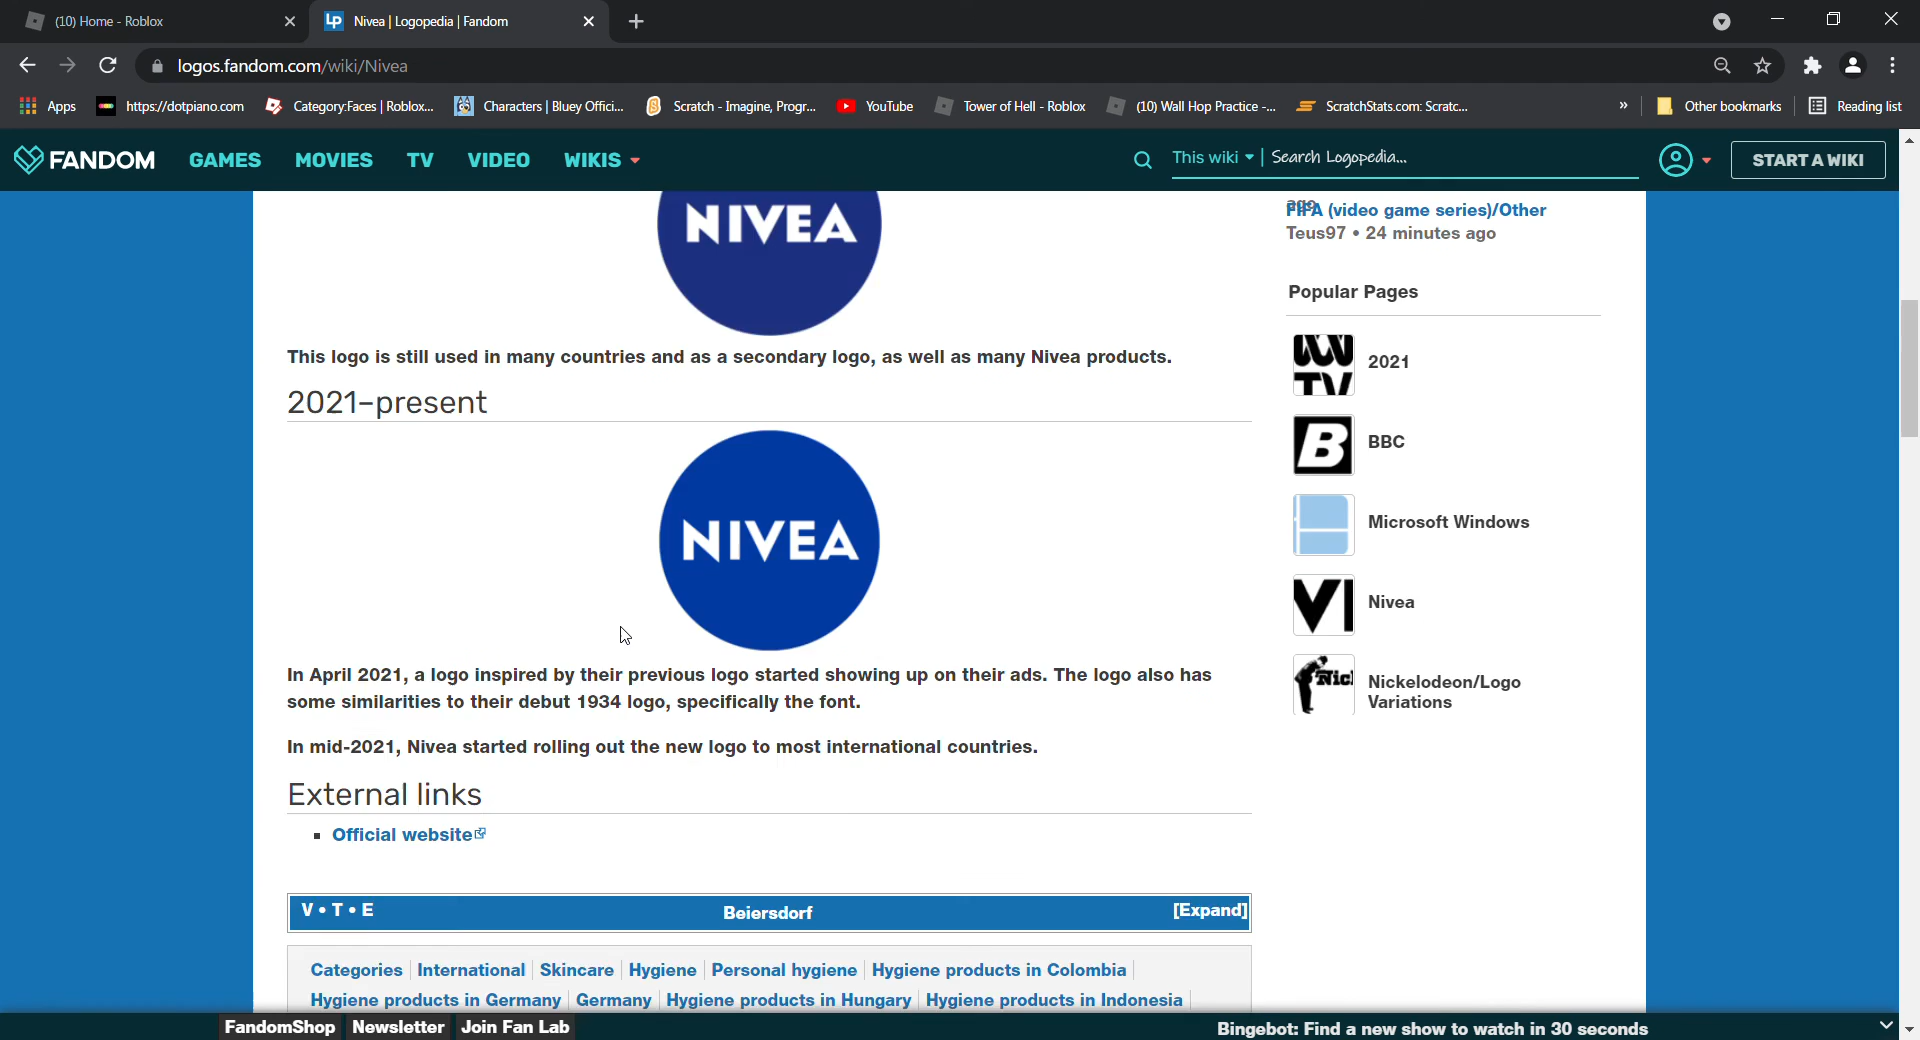 (10) Home - Roblox
Nivea | Logopedia | Fandom
logos.fandom.com/wiki/Nivea
Apps
https://dotpiano.com
Category:Faces | Roblox...
Characters | Bluey Offici...
Scratch - Imagine, Progr...
YouTube
Tower of Hell - Roblox
(10) Wall Hop Practice -...
ScratchStats.com: Scratc...
»
Other bookmarks
Reading list
FANDOM
GAMES
MOVIES
TV
VIDEO
WIKIS
This wiki
Search Logopedia...
START A WIKI
NIVEA
This logo is still used in many countries and as a secondary logo, as well as many Nivea products.
2021–present
NIVEA
In April 2021, a logo inspired by their previous logo started showing up on their ads. The logo also has
some similarities to their debut 1934 logo, specifically the font.
In mid-2021, Nivea started rolling out the new logo to most international countries.
External links
Official website
V • T • E
Beiersdorf
[Expand]
Categories
International
Skincare
Hygiene
Personal hygiene
Hygiene products in Colombia
Hygiene products in Germany
Germany
Hygiene products in Hungary
Hygiene products in Indonesia
ago
FIFA (video game series)/Other
Teus97 • 24 minutes ago
Popular Pages
TV
2021
B
BBC
Microsoft Windows
VI
Nivea
Nic
Nickelodeon/Logo
Variations
FandomShop
Newsletter
Join Fan Lab
Bingebot: Find a new show to watch in 30 seconds